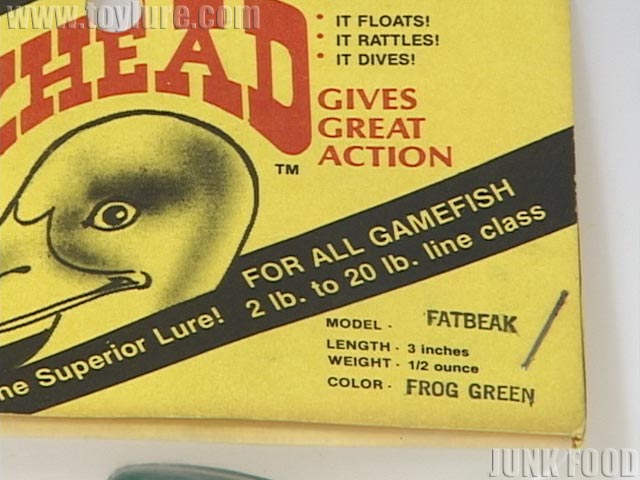 www.toylure.com
HEAD
• IT FLOATS!
• IT RATTLES!
• IT DIVES!
GIVES
GREAT
ACTION
TM
FOR ALL GAMEFISH
2 lb. to 20 lb. line class
Superior Lure!
MODEL - FATBEAK
LENGTH - 3 inches
WEIGHT - 1/2 ounce
COLOR - FROG GREEN
JUNK FOOD